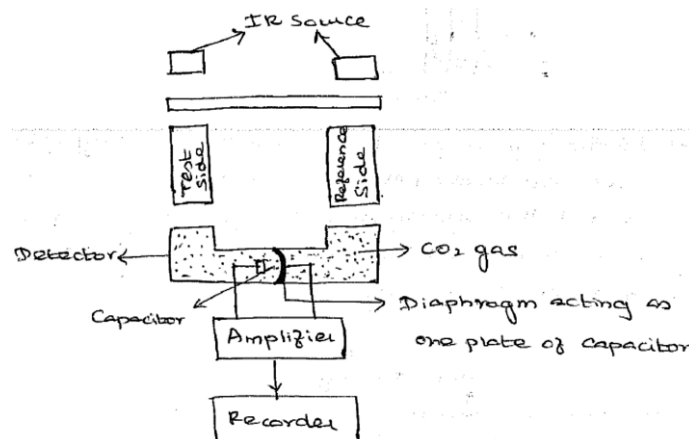 IR Source
Test
Side
Reference
Side
Detector
CO2 gas
Capacitor
Diaphragm acting as
one plate of capacitor
Amplifier
Recorder